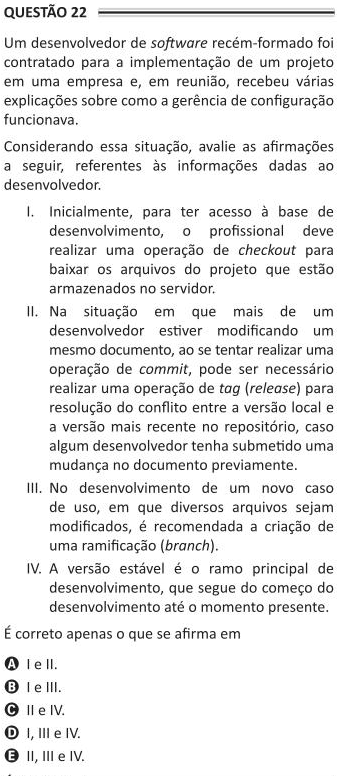 QUESTÃO 22
Um desenvolvedor de software recém-formado foi
contratado para a implementação de um projeto
em uma empresa e, em reunião, recebeu várias
explicações sobre como a gerência de configuração
funcionava.
Considerando essa situação, avalie as afirmações
a seguir, referentes às informações dadas ao
desenvolvedor.
I. Inicialmente, para ter acesso à base de
desenvolvimento, o profissional deve
realizar uma operação de checkout para
baixar os arquivos do projeto que estão
armazenados no servidor.
II. Na situação em que mais de um
desenvolvedor estiver modificando um
mesmo documento, ao se tentar realizar uma
operação de commit, pode ser necessário
realizar uma operação de tag (release) para
resolução do conflito entre a versão local e
a versão mais recente no repositório, caso
algum desenvolvedor tenha submetido uma
mudança no documento previamente.
III. No desenvolvimento de um novo caso
de uso, em que diversos arquivos sejam
modificados, é recomendada a criação de
uma ramificação (branch).
IV. A versão estável é o ramo principal de
desenvolvimento, que segue do começo do
desenvolvimento até o momento presente.
É correto apenas o que se afirma em
A I e II.
B I e III.
C II e IV.
D I, III e IV.
E II, III e IV.